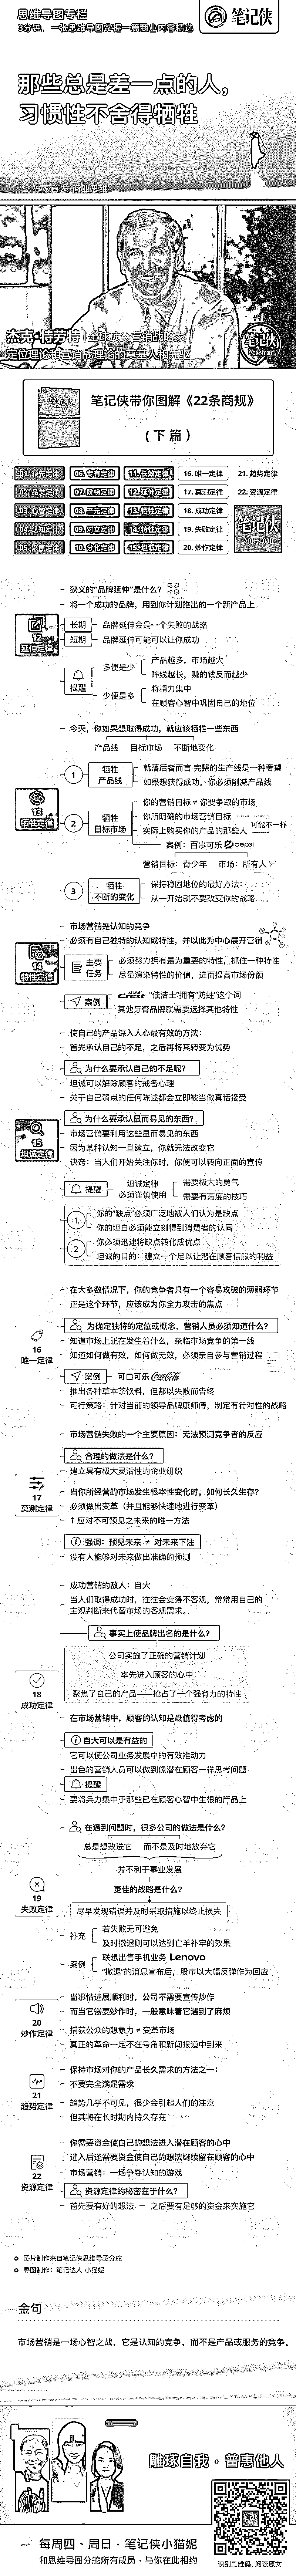 思维导图专栏
3分钟，一张思维导图掌握一篇商业内容精选
笔记侠
那些总是差一点的人，
习惯性不舍得牺牲
独家首发 商业思维
杰克·特劳特|全球顶尖营销战略家
笔记侠
Notesman
笔记侠带你图解《22条商规》
（下篇）
01. 领先定律
06. 专有定律
11. 长效定律
16. 唯一定律
21. 趋势定律
02. 品类定律
07. 阶梯定律
12. 延伸定律
17. 莫测定律
22. 资源定律
03. 心智定律
08. 二元定律
13. 牺牲定律
18. 成功定律
04. 认知定律
09. 对立定律
14. 特性定律
19. 失败定律
05. 聚焦定律
10. 分化定律
15. 坦诚定律
20. 炒作定律
笔记侠
Notesman
12
延伸定律
狭义的“品牌延伸”是什么？
将一个成功的品牌，用到你计划推出的一个新产品上
长期
品牌延伸会是一个失败的战略
短期
品牌延伸可能可以让你成功
提醒
多便是少
产品越多，市场越大
阵线越长，赚的钱反而越少
少便是多
将精力集中
在顾客心智中巩固自己的地位
13
牺牲定律
今天，你如果想取得成功，就应该牺牲一些东西
产品线 目标市场 不断地变化
1
牺牲
产品线
就落后者而言 完整的生产线是一种奢望
如果想获得成功，你必须削减产品线
2
牺牲
目标市场
你的营销目标 ≠ 你要争取的市场
你所明确的市场营销目标
实际上购买你的产品的那些人
可能不一样
案例：百事可乐 pepsi
营销目标：青少年 市场：所有人
3
牺牲
不断的变化
保持稳固地位的最好方法：
从一开始就不要改变你的战略
14
特性定律
市场营销是认知的竞争
必须有自己独特的认知或特性，并以此为中心展开营销
主要
任务
必须努力拥有最为重要的特性，抓住一种特性
尽量渲染特性的价值，进而提高市场份额
案例
Crest “佳洁士”拥有“防蛀”这个词
其他牙膏品牌就需要选择其他特性
15
坦诚定律
使自己的产品深入人心最有效的方法：
首先承认自己的不足，之后再将其转变为优势
为什么要承认自己的不足呢？
坦诚可以解除顾客的戒备心理
关于自己弱点的任何陈述都会立即被当做真话接受
为什么要承认显而易见的东西？
市场营销要利用这些显而易见的东西
因为某种认知一旦建立，你就无法改变它
诀窍：当人们开始关注你时，你便可以转向正面的宣传
提醒
坦诚定律
必须谨慎使用
需要极大的勇气
需要有高度的技巧
1
你的“缺点”必须广泛地被人们认为是缺点
你的坦白必须能立刻得到消费者的认同
2
你必须迅速将缺点转化成优点
坦诚的目的：建立一个足以让潜在顾客信服的利益
16
唯一定律
在大多数情况下，你的竞争者只有一个容易攻破的薄弱环节
正是这个环节，应该成为你全力攻击的焦点
为确定独特的定位或概念，营销人员必须知道什么？
知道市场上正在发生着什么，亲临市场竞争的第一线
知道如何做有效，如何做无效，必须亲自参与营销过程
案例
可口可乐 Coca-Cola
推出各种草本茶饮料，但都以失败而告终
可行策略：针对当前的领导品牌康师傅，制定有针对性的战略
17
莫测定律
市场营销失败的一个主要原因：无法预测竞争者的反应
合理的做法是什么？
建立具有极大灵活性的企业组织
当你所经营的市场发生根本性变化时，如何长久生存？
必须做出变革（并且能够快速地进行变革）
↑ 应对不可预见之未来的唯一方法
强调：预见未来 ≠ 对未来下注
没有人能够对未来做出准确的预测
18
成功定律
成功营销的敌人：自大
当人们取得成功时，往往会变得不客观，常常用自己的
主观判断来代替市场的客观需求。
事实上使品牌出名的是什么？
公司实施了正确的营销计划
率先进入顾客的心中
聚焦了自己的产品——抢占了一个强有力的特性
在市场营销中，顾客的认知是最值得考虑的
自大可以是有益的
它可以使公司业务发展中的有效推动力
出色的营销人员可以做到像潜在顾客一样思考问题
提醒
要将兵力集中于那些已在顾客心智中生根的产品上
19
失败定律
在遇到问题时，很多公司的做法是什么？
总是想改进它 而不是及时地放弃它
并不利于事业发展
更佳的战略是什么？
尽早发现错误并及时采取措施以终止损失
补充
若失败无可避免
及时撤退则可以达到亡羊补牢的效果
案例
联想出售手机业务 Lenovo
“撤退”的消息宣布后，股市以大幅反弹作为回应
20
炒作定律
当事情进展顺利时，公司不需要宣传炒作
而当它需要炒作时，一般意味着它遇到了麻烦
捕获公众的想象力 ≠ 变革市场
真正的革命一定不在号角和新闻报道中到来
21
趋势定律
保持市场对你的产品长久需求的方法之一：
不要完全满足需求
趋势几乎不可见，很少会引起人们的注意
但其将在长时期内持久存在
22
资源定律
你需要资金使自己的想法进入潜在顾客的心中
进入后还需要资金使自己的想法继续留在顾客的心中
市场营销：一场争夺认知的游戏
资源定律的秘密在于什么？
首先要有好的想法 — 之后要有足够的资金来实施它
图片制作来自笔记侠思维导图分舵
导图制作：笔记达人 小猫妮
金句
市场营销是一场心智之战，它是认知的竞争，而不是产品或服务的竞争。
雕琢自我 。普惠他人
每周四、周日 · 笔记侠小猫妮
和思维导图分舵所有成员 · 与你在此相约
识别二维码，阅读原文